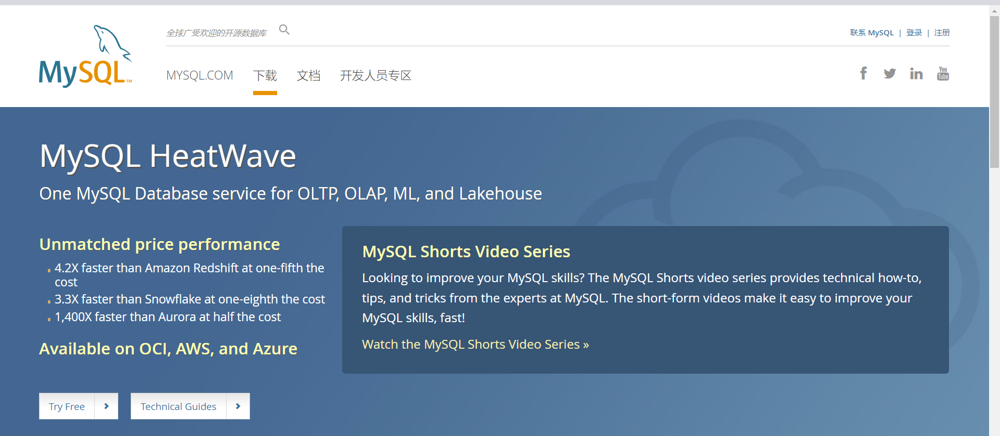 MySQL™
全球广受欢迎的开源数据库
联系 MySQL | 登录 | 注册
MYSQL.COM 下载 文档 开发人员专区
You Tube
MySQL HeatWave
One MySQL Database service for OLTP, OLAP, ML, and Lakehouse
Unmatched price performance
4.2X faster than Amazon Redshift at one-fifth the
cost
3.3X faster than Snowflake at one-eighth the cost
1,400X faster than Aurora at half the cost
Available on OCI, AWS, and Azure
Try Free
Technical Guides
MySQL Shorts Video Series
Looking to improve your MySQL skills? The MySQL Shorts video series provides technical how-to,
tips, and tricks from the experts at MySQL. The short-form videos make it easy to improve your
MySQL skills, fast!
Watch the MySQL Shorts Video Series »